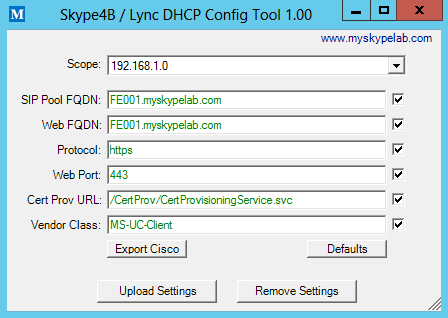 M Skype4B / Lync DHCP Config Tool 1.00
www.myskypelab.com
Scope: 192.168.1.0
SIP Pool FQDN: FE001.myskypelab.com
Web FQDN: FE001.myskypelab.com
Protocol: https
Web Port: 443
Cert Prov URL: /CertProv/CertProvisioningService.svc
Vendor Class: MS-UC-Client
Export Cisco Defaults
Upload Settings Remove Settings